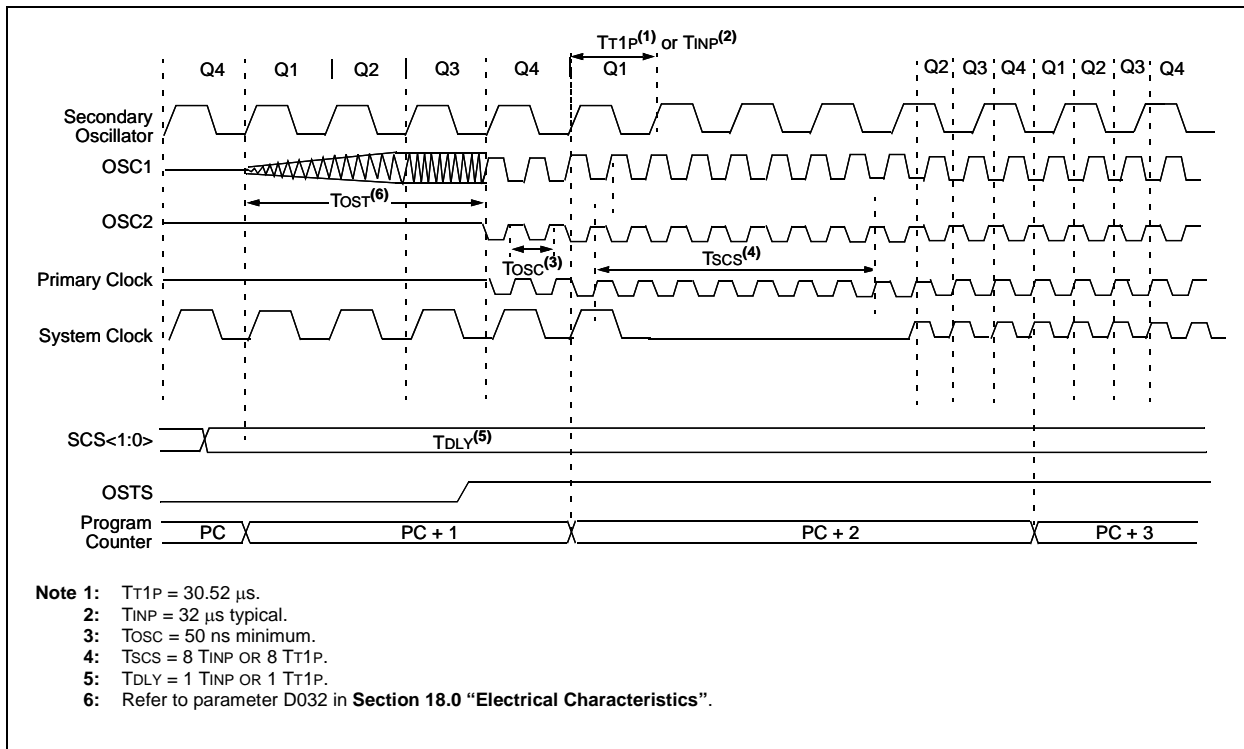 TT1P(1) or TINP(2)
Q4 Q1 Q2 Q3 Q4 Q1 Q2 Q3 Q4 Q1 Q2 Q3 Q4
Secondary
Oscillator
OSC1
TOST(6)
OSC2
TOSC(3)
TSCS(4)
Primary Clock
System Clock
SCS<1:0>
TDLY(5)
OSTS
Program
Counter
PC PC + 1 PC + 2 PC + 3
Note 1: TT1P = 30.52 μs.
2: TINP = 32 μs typical.
3: TOSC = 50 ns minimum.
4: TSCS = 8 TINP OR 8 TT1P.
5: TDLY = 1 TINP OR 1 TT1P.
6: Refer to parameter D032 in Section 18.0 “Electrical Characteristics”.